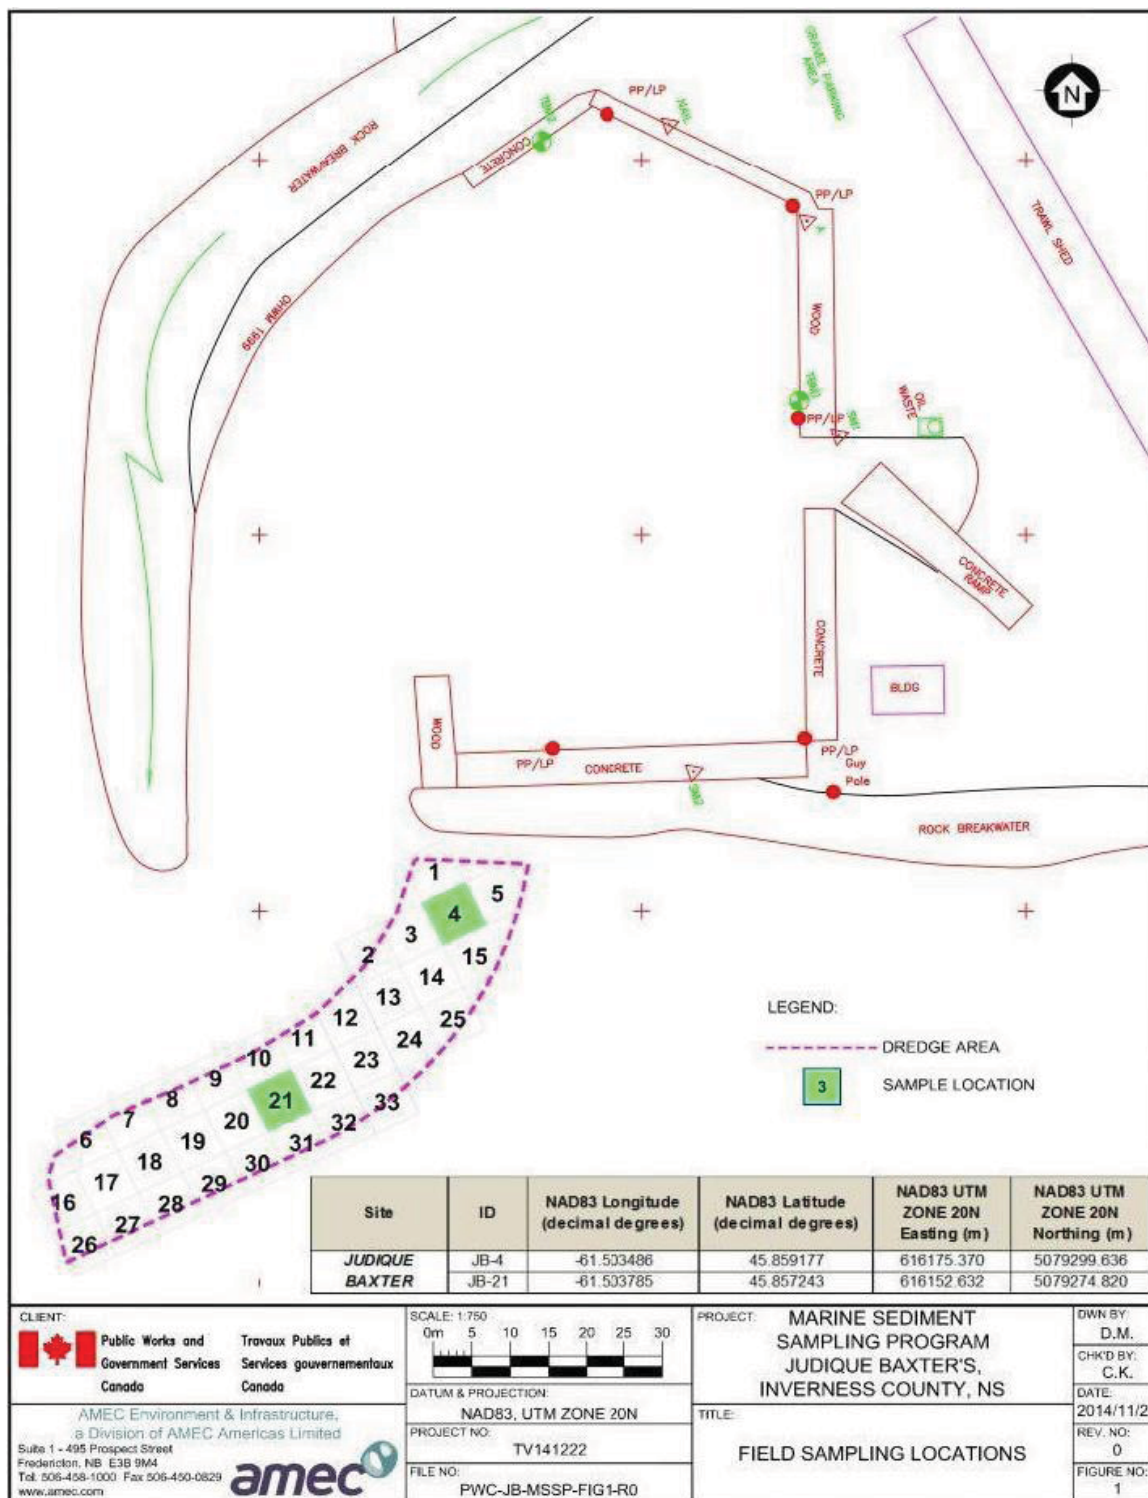 PP/LP
NAIL
GRAVEL PARKING
AREA
N
TBM2
CONCRETE
ROCK BREAKWATER
PP/LP
A
TRAWL SHED
OHWM 1999
WOOD
OIL
WASTE
PP/LP
SM1
CONCRETE
RAMP
CONCRETE
BLDG
WOOD
PP/LP
CONCRETE
SM2
PP/LP
Guy
Pole
ROCK BREAKWATER
1
5
4
3
2
15
14
13
12
25
11
24
10
23
9
22
8
21
33
7
20
32
6
19
31
18
30
17
29
16
28
27
26
LEGEND:
DREDGE AREA
3 SAMPLE LOCATION
Site ID NAD83 Longitude (decimal degrees) NAD83 Latitude (decimal degrees) NAD83 UTM ZONE 20N Easting (m) NAD83 UTM ZONE 20N Northing (m)
JUDIQUE JB-4 -61.503486 45.859177 616175.370 5079299.636
BAXTER JB-21 -61.503785 45.857243 616152.632 5079274.820
CLIENT:
Public Works and
Government Services
Canada
Travaux Publics et
Services gouvernementaux
Canada
AMEC Environment & Infrastructure,
a Division of AMEC Americas Limited
Suite 1 - 495 Prospect Street
Fredericton, NB E3B 9M4
Tel. 506-458-1000 Fax 506-450-0829
www.amec.com
amec
SCALE: 1:750
0m 5 10 15 20 25 30
DATUM & PROJECTION:
NAD83, UTM ZONE 20N
PROJECT NO:
TV141222
FILE NO:
PWC-JB-MSSP-FIG1-R0
PROJECT:
MARINE SEDIMENT
SAMPLING PROGRAM
JUDIQUE BAXTER'S,
INVERNESS COUNTY, NS
TITLE:
FIELD SAMPLING LOCATIONS
DWN BY:
D.M.
CHK'D BY:
C.K.
DATE:
2014/11/2
REV. NO:
0
FIGURE NO:
1